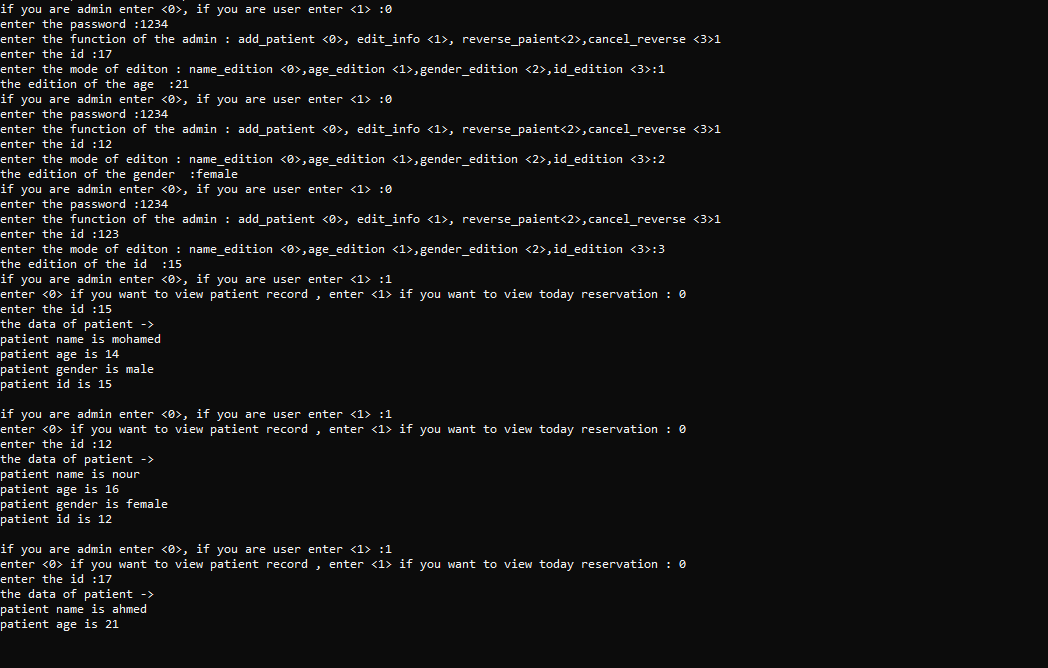 if you are admin enter <0>, if you are user enter <1> :0
enter the password :1234
enter the function of the admin : add_patient <0>, edit_info <1>, reverse_paient<2>,cancel_reverse <3>1
enter the id :17
enter the mode of editon : name_edition <0>,age_edition <1>,gender_edition <2>,id_edition <3>:1
the edition of the age  :21
if you are admin enter <0>, if you are user enter <1> :0
enter the password :1234
enter the function of the admin : add_patient <0>, edit_info <1>, reverse_paient<2>,cancel_reverse <3>1
enter the id :12
enter the mode of editon : name_edition <0>,age_edition <1>,gender_edition <2>,id_edition <3>:2
the edition of the gender  :female
if you are admin enter <0>, if you are user enter <1> :0
enter the password :1234
enter the function of the admin : add_patient <0>, edit_info <1>, reverse_paient<2>,cancel_reverse <3>1
enter the id :123
enter the mode of editon : name_edition <0>,age_edition <1>,gender_edition <2>,id_edition <3>:3
the edition of the id  :15
if you are admin enter <0>, if you are user enter <1> :1
enter <0> if you want to view patient record , enter <1> if you want to view today reservation : 0
enter the id :15
the data of patient ->
patient name is mohamed
patient age is 14
patient gender is male
patient id is 15

if you are admin enter <0>, if you are user enter <1> :1
enter <0> if you want to view patient record , enter <1> if you want to view today reservation : 0
enter the id :12
the data of patient ->
patient name is nour
patient age is 16
patient gender is female
patient id is 12

if you are admin enter <0>, if you are user enter <1> :1
enter <0> if you want to view patient record , enter <1> if you want to view today reservation : 0
enter the id :17
the data of patient ->
patient name is ahmed
patient age is 21